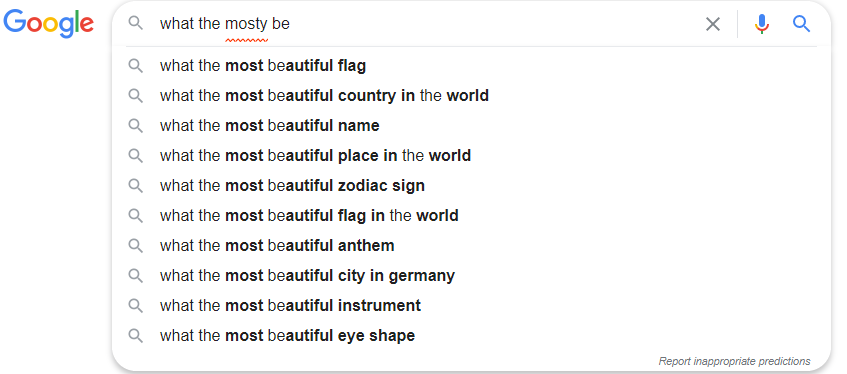 Google
what the mosty be
what the most beautiful flag
what the most beautiful country in the world
what the most beautiful name
what the most beautiful place in the world
what the most beautiful zodiac sign
what the most beautiful flag in the world
what the most beautiful anthem
what the most beautiful city in germany
what the most beautiful instrument
what the most beautiful eye shape
Report inappropriate predictions